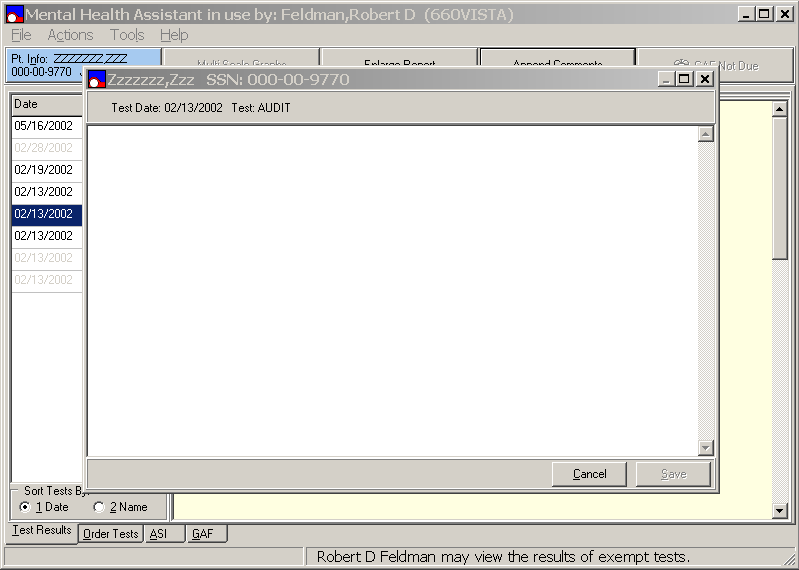 Mental Health Assistant in use by: Feldman,Robert D (660VISTA)
File Actions Tools Help
Pt. Info: ZZZZZZZ,ZZZ
000-00-9770
Enlarge Report
Append Comments
Not Due
Zzzzzzz,Zzz SSN: 000-00-9770
Test Date: 02/13/2002 Test: AUDIT
Date
05/16/2002
02/28/2002
02/19/2002
02/13/2002
02/13/2002
02/13/2002
02/13/2002
02/13/2002
Cancel Save
Sort Tests By:
1 Date 2 Name
Test Results Order Tests ASI GAF
Robert D Feldman may view the results of exempt tests.